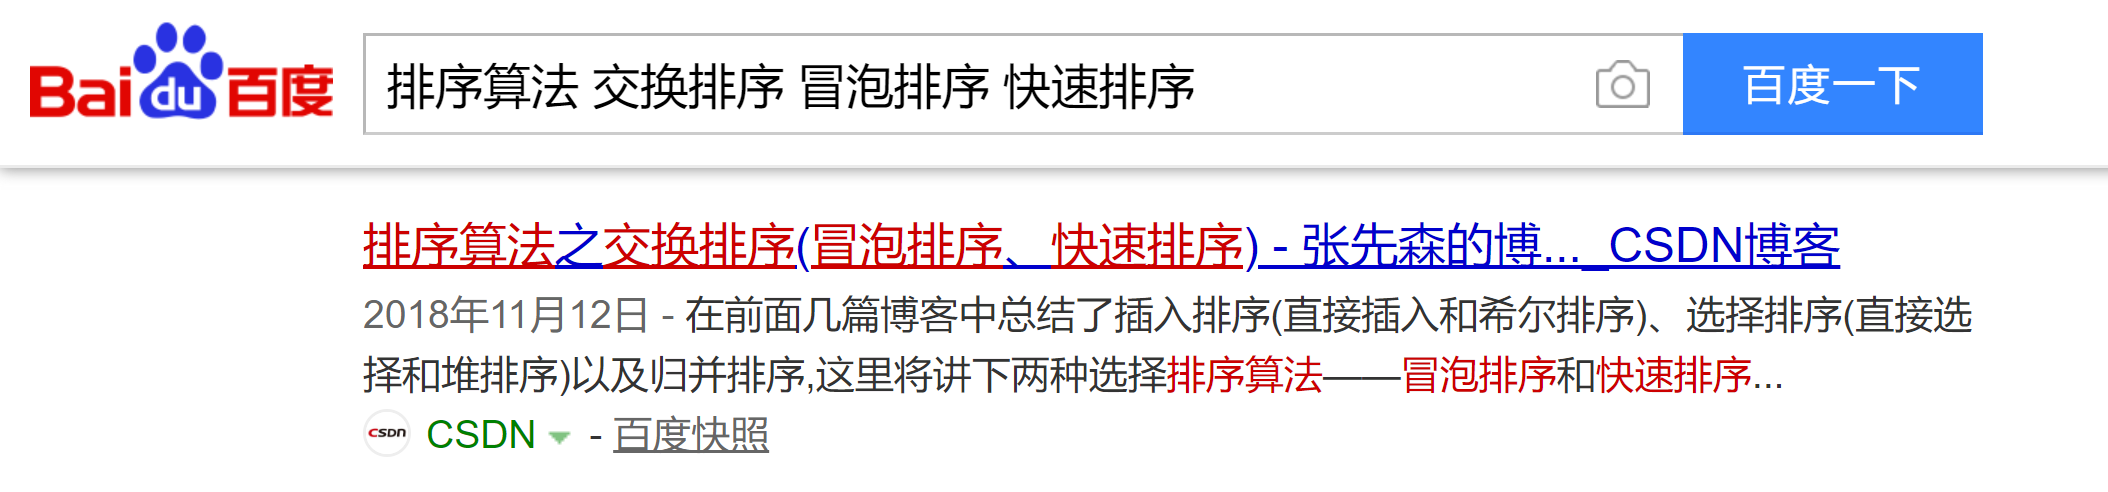 Bai du 百度 排序算法 交换排序 冒泡排序 快速排序 百度一下
排序算法之交换排序(冒泡排序、快速排序) - 张先森的博..._CSDN博客
2018年11月12日 - 在前面几篇博客中总结了插入排序(直接插入和希尔排序)、选择排序(直接选
择和堆排序)以及归并排序,这里将讲下两种选择排序算法——冒泡排序和快速排序...
CSDN CSDN - 百度快照